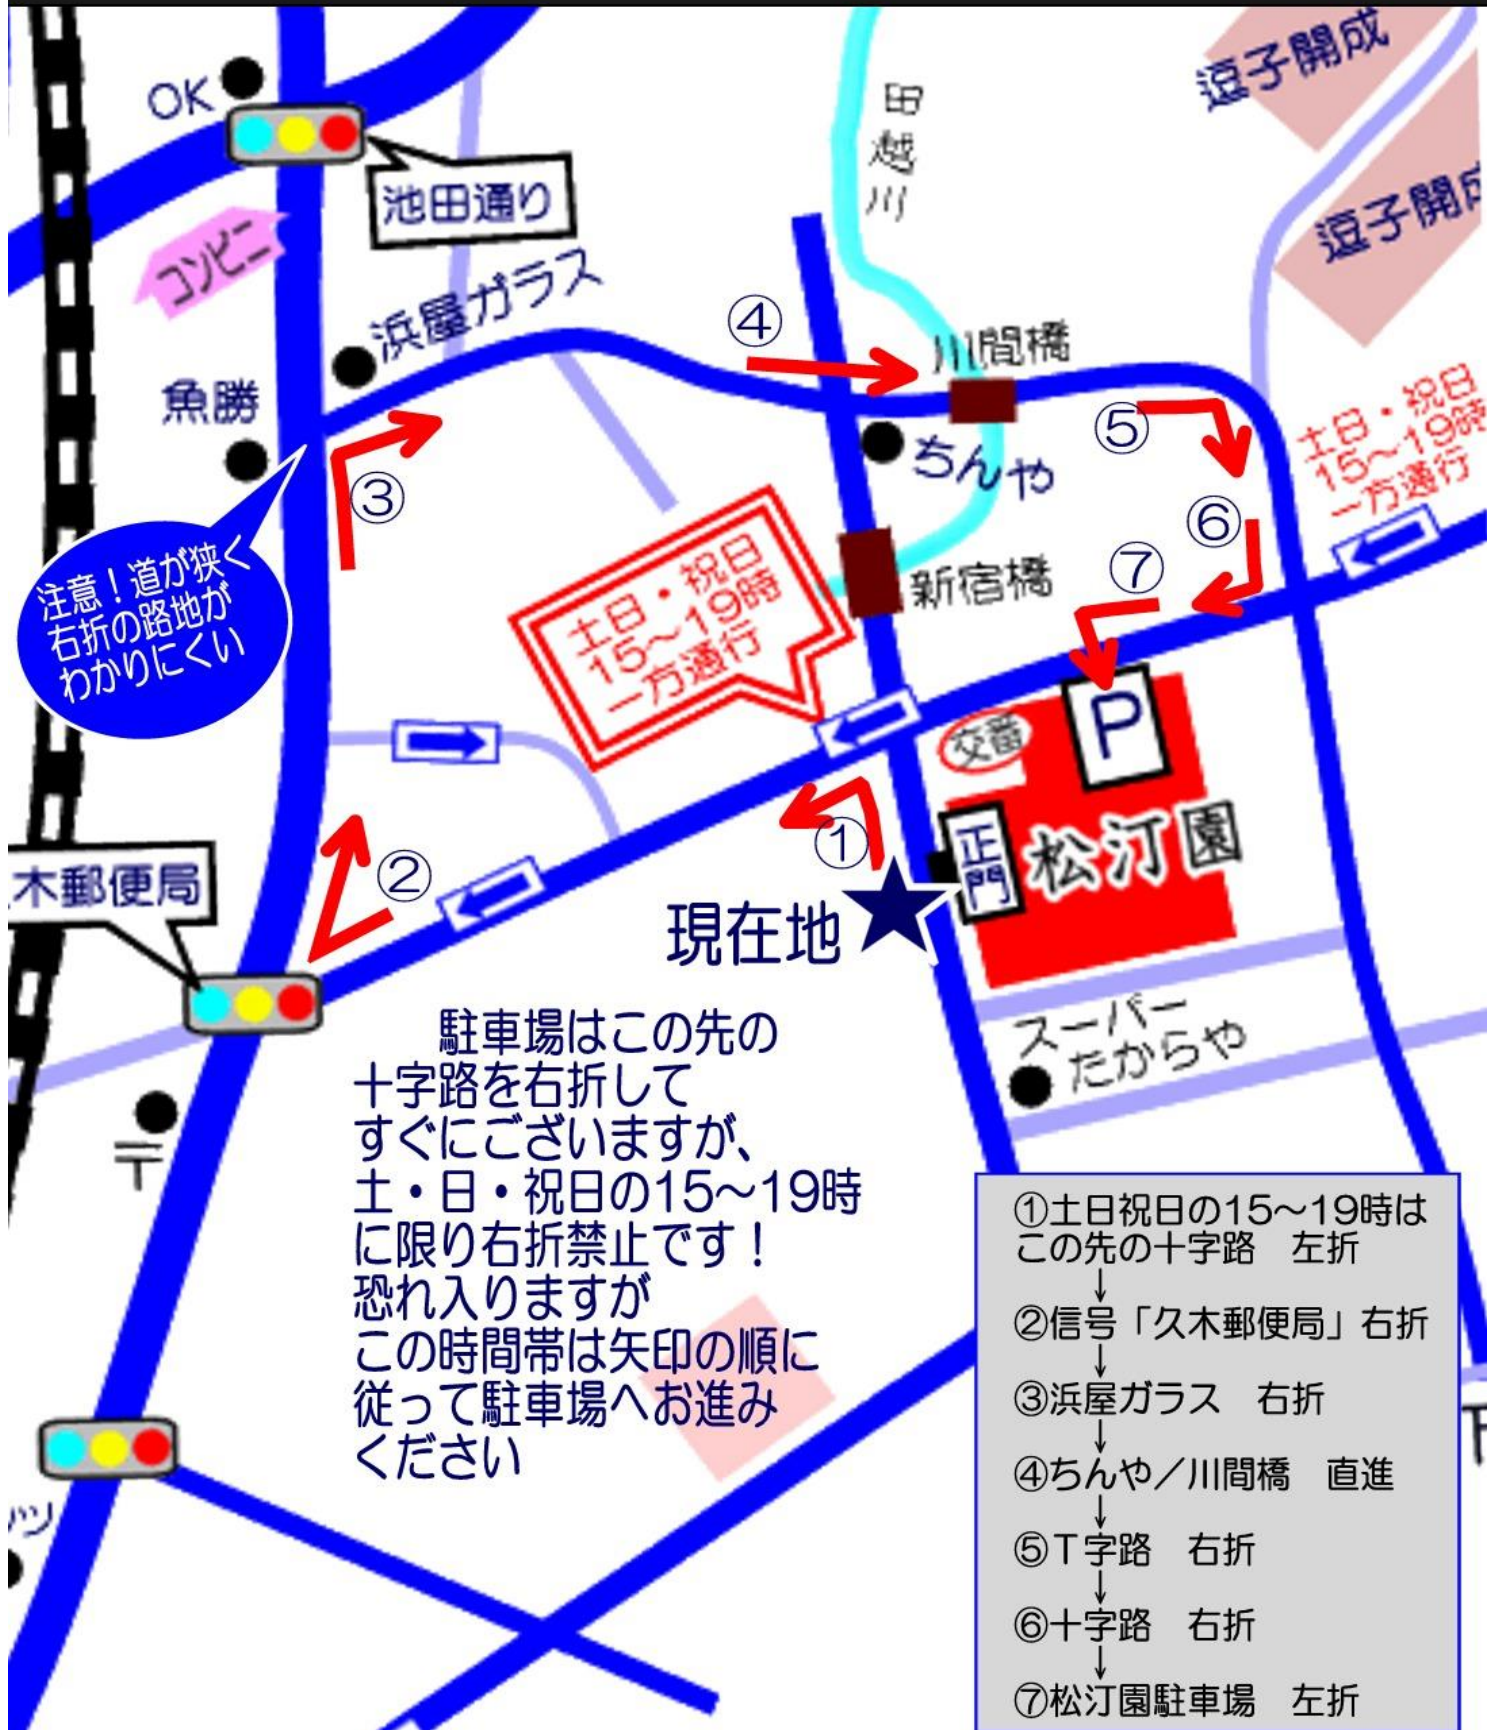 OK
池田通り
コンビニ
浜屋ガラス
魚勝
田
越
川
逗子開成
逗子開
④
川間橋
③
ちんや
⑤
⑥
⑦
土日・祝日
15～19時
一方通行
注意！道が狭く
右折の路地が
わかりにくい
土日・祝日
15～19時
一方通行
新宿橋
交番
P
正門
松汀園
①
②
木郵便局
現在地
スーパー
たからや
〒
駐車場はこの先の
十字路を右折して
すぐにございますが、
土・日・祝日の15～19時
に限り右折禁止です！
恐れ入りますが
この時間帯は矢印の順に
従って駐車場へお進み
ください
①土日祝日の15～19時は
この先の十字路　左折
↓
②信号「久木郵便局」右折
↓
③浜屋ガラス　右折
↓
④ちんや／川間橋　直進
↓
⑤T字路　右折
↓
⑥十字路　右折
↓
⑦松汀園駐車場　左折
ツ